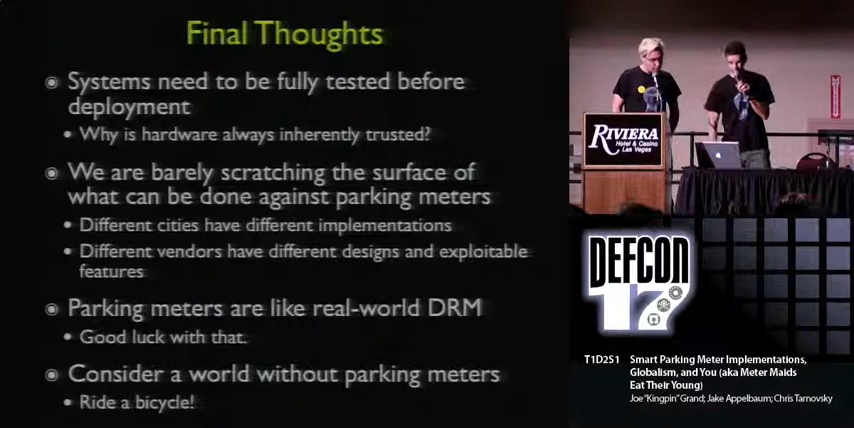 Final Thoughts
Systems need to be fully tested before
deployment
Why is hardware always inherently trusted?
We are barely scratching the surface of
what can be done against parking meters
Different cities have different implementations
Different vendors have different designs and exploitable
features
Parking meters are like real-world DRM
Good luck with that.
Consider a world without parking meters
Ride a bicycle!
RIVIERA
Hotel & Casino
Las Vegas
DEFCON
17
T1D2S1 Smart Parking Meter Implementations,
Globalism, and You (aka Meter Maids
Eat Their Young)
Joe "Kingpin" Grand; Jake Appelbaum; Chris Tarnovsky